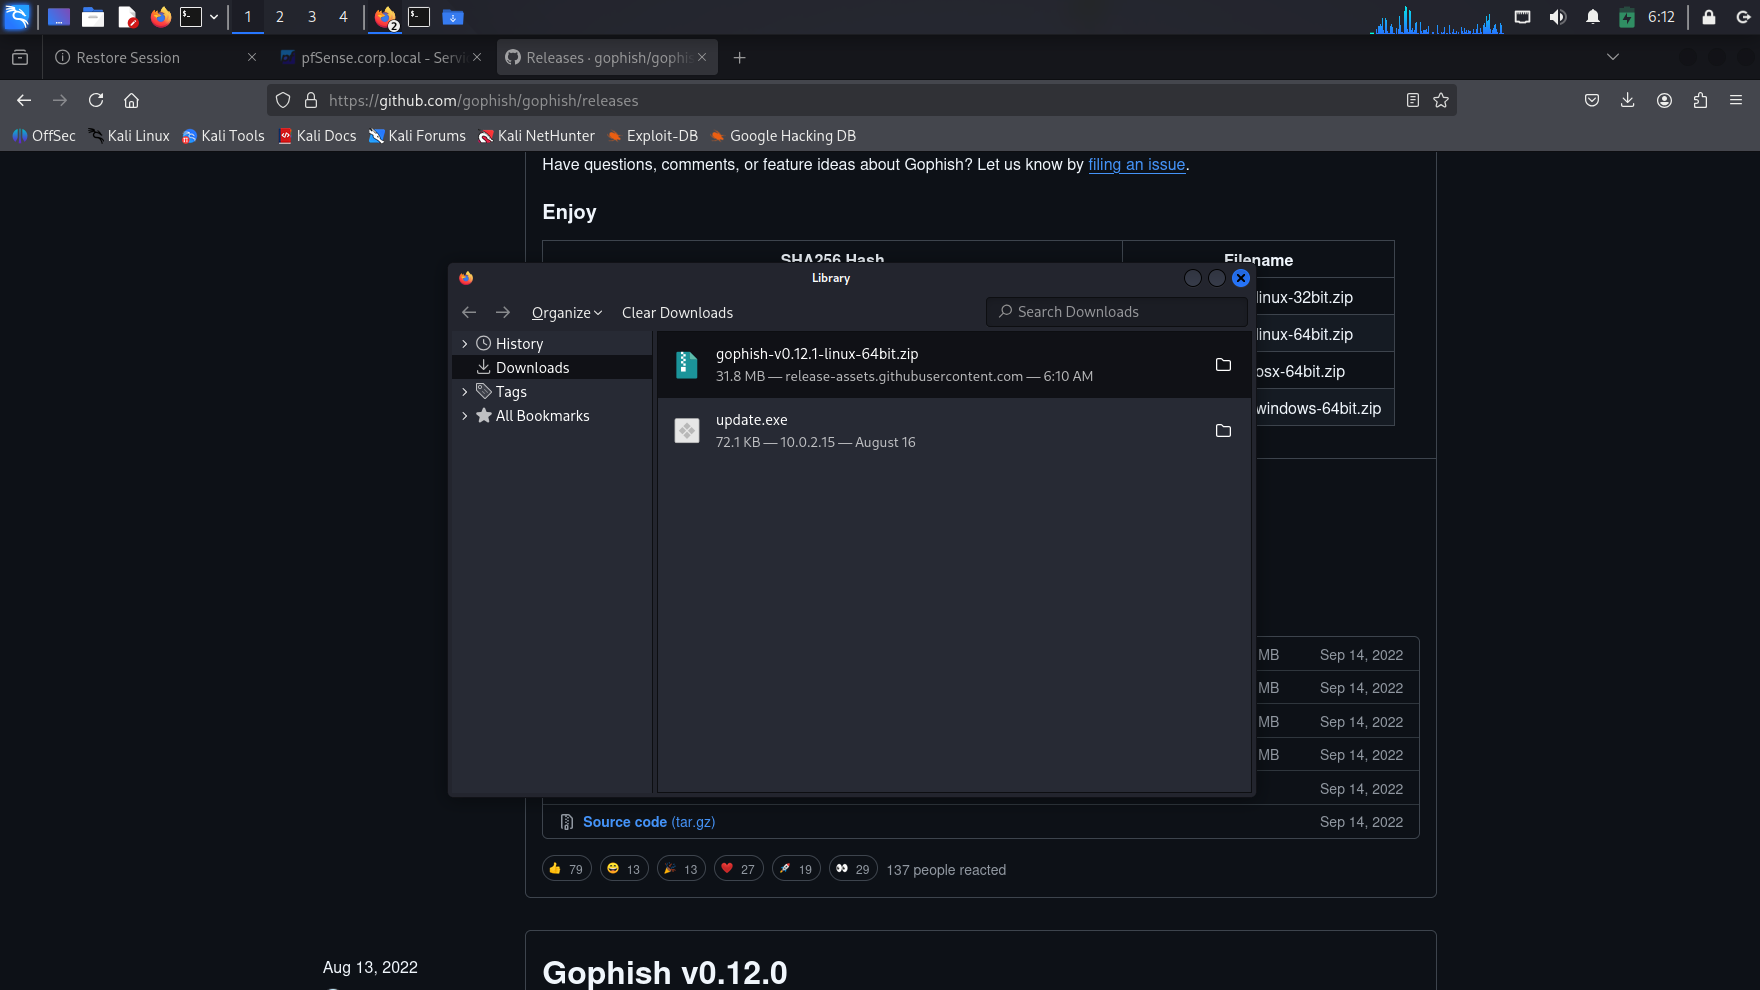 1 2 3 4 2 6:12
Restore Session pfSense.corp.local - Servi Releases · gophish/gophis
https://github.com/gophish/gophish/releases
OffSec Kali Linux Kali Tools Kali Docs Kali Forums Kali NetHunter Exploit-DB Google Hacking DB
Have questions, comments, or feature ideas about Gophish? Let us know by filing an issue.
Enjoy
SHA256 Hash Filename
Library
linux-32bit.zip
Organize Clear Downloads Search Downloads
linux-64bit.zip
History
Downloads
Tags
All Bookmarks
gophish-v0.12.1-linux-64bit.zip
31.8 MB — release-assets.githubusercontent.com — 6:10 AM
osx-64bit.zip
update.exe
72.1 KB — 10.0.2.15 — August 16
windows-64bit.zip
MB Sep 14, 2022
MB Sep 14, 2022
MB Sep 14, 2022
MB Sep 14, 2022
Sep 14, 2022
Source code (tar.gz) Sep 14, 2022
79 13 13 27 19 29 137 people reacted
Aug 13, 2022
Gophish v0.12.0